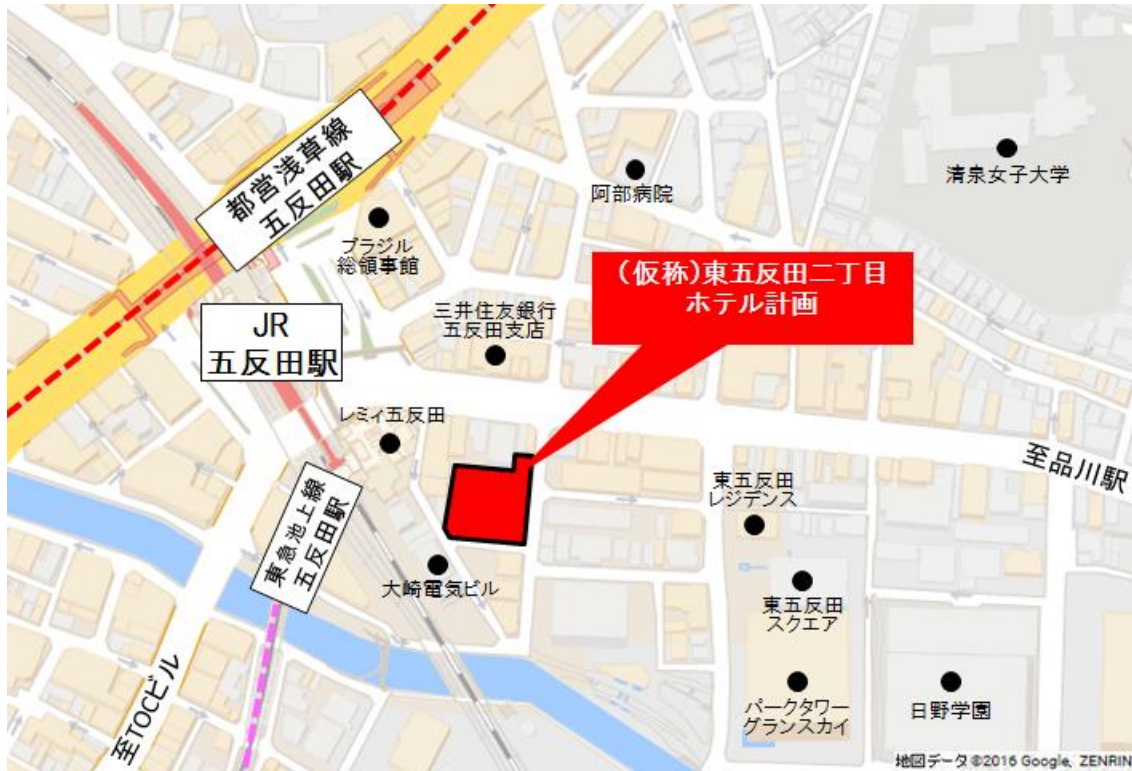 都営浅草線
五反田駅
阿部病院
清泉女子大学
ブラジル
総領事館
(仮称)東五反田二丁目
ホテル計画
三井住友銀行
五反田支店
JR
五反田駅
レミィ五反田
至品川駅
東五反田
レジデンス
東急池上線
五反田駅
大崎電気ビル
東五反田
スクエア
至TOCビル
パークタワー
グランスカイ
日野学園
地図データ ©2016 Google、ZENRIN